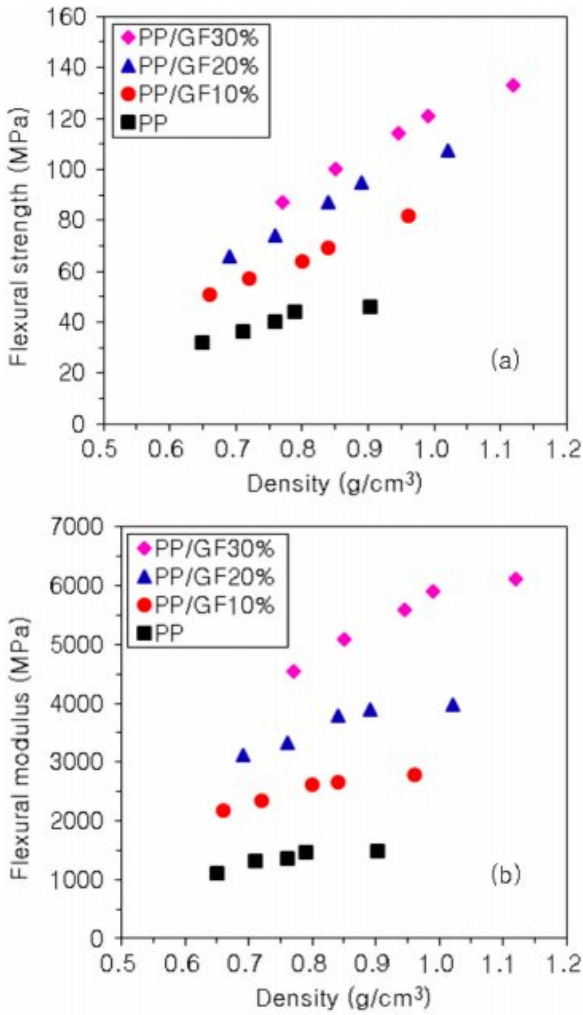 160
140
120
100
80
60
40
20
0
Flexural strength (MPa)
PP/GF30%
PP/GF20%
PP/GF10%
PP
(a)
0.5 0.6 0.7 0.8 0.9 1.0 1.1 1.2
Density (g/cm³)
7000
6000
5000
4000
3000
2000
1000
0
Flexural modulus (MPa)
PP/GF30%
PP/GF20%
PP/GF10%
PP
(b)
0.5 0.6 0.7 0.8 0.9 1.0 1.1 1.2
Density (g/cm³)